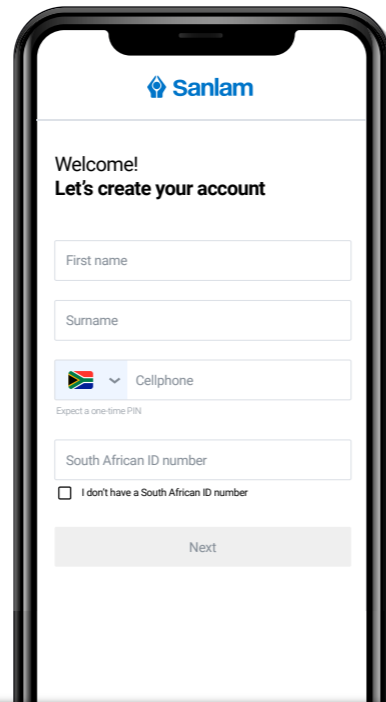 Sanlam
Welcome!
Let's create your account
First name
Surname
Cellphone
Expect a one-time PIN
South African ID number
I don't have a South African ID number
Next